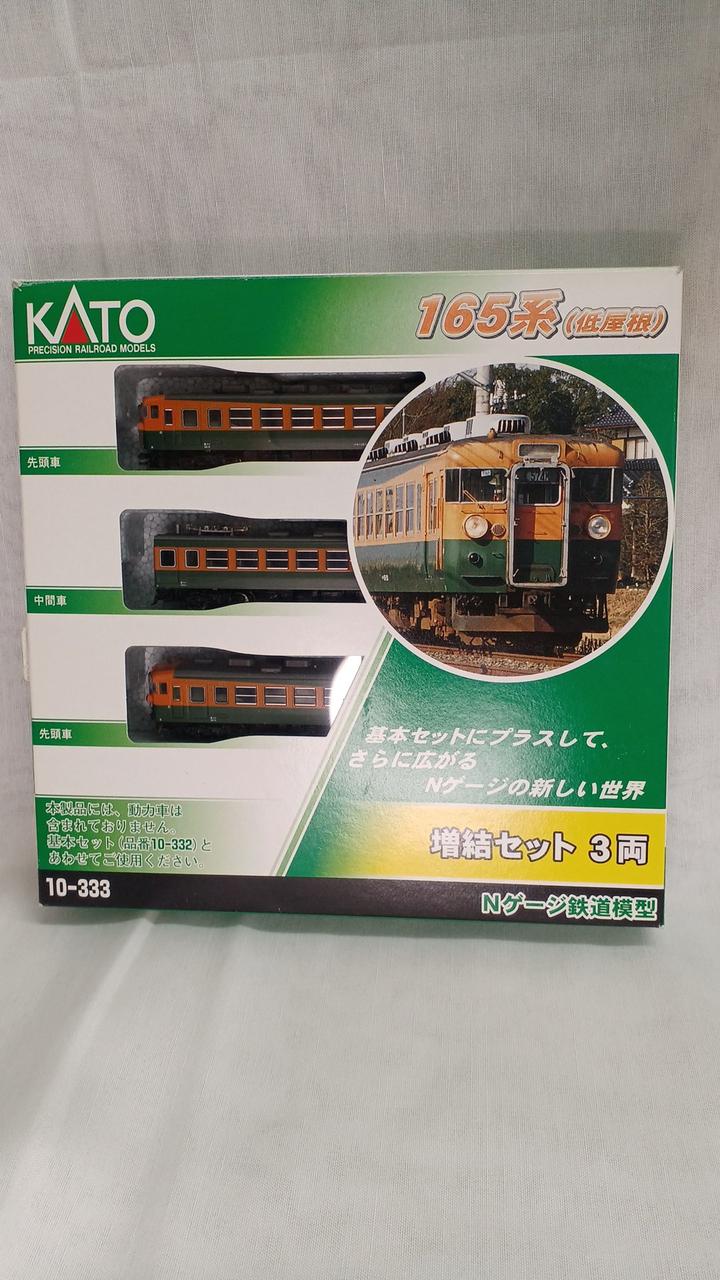 KATO
PRECISION RAILROAD MODELS
165系(低屋根)
先頭車
中間車
先頭車
基本セットにプラスして、
さらに広がる
Nゲージの新しい世界
本製品には、動力車は
含まれておりません。
基本セット(品番10-332)と
あわせてご使用ください。
増結セット 3両
10-333
Nゲージ鉄道模型